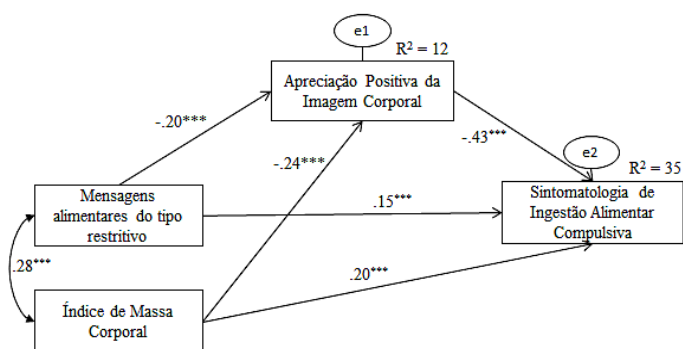 e1
R² = 12
Apreciação Positiva da
Imagem Corporal
-.20***
-.24***
-.43***
e2
R² = 35
Mensagens
alimentares do tipo
restritivo
.15***
Sintomatologia de
Ingestão Alimentar
Compulsiva
.28***
.20***
Índice de Massa
Corporal